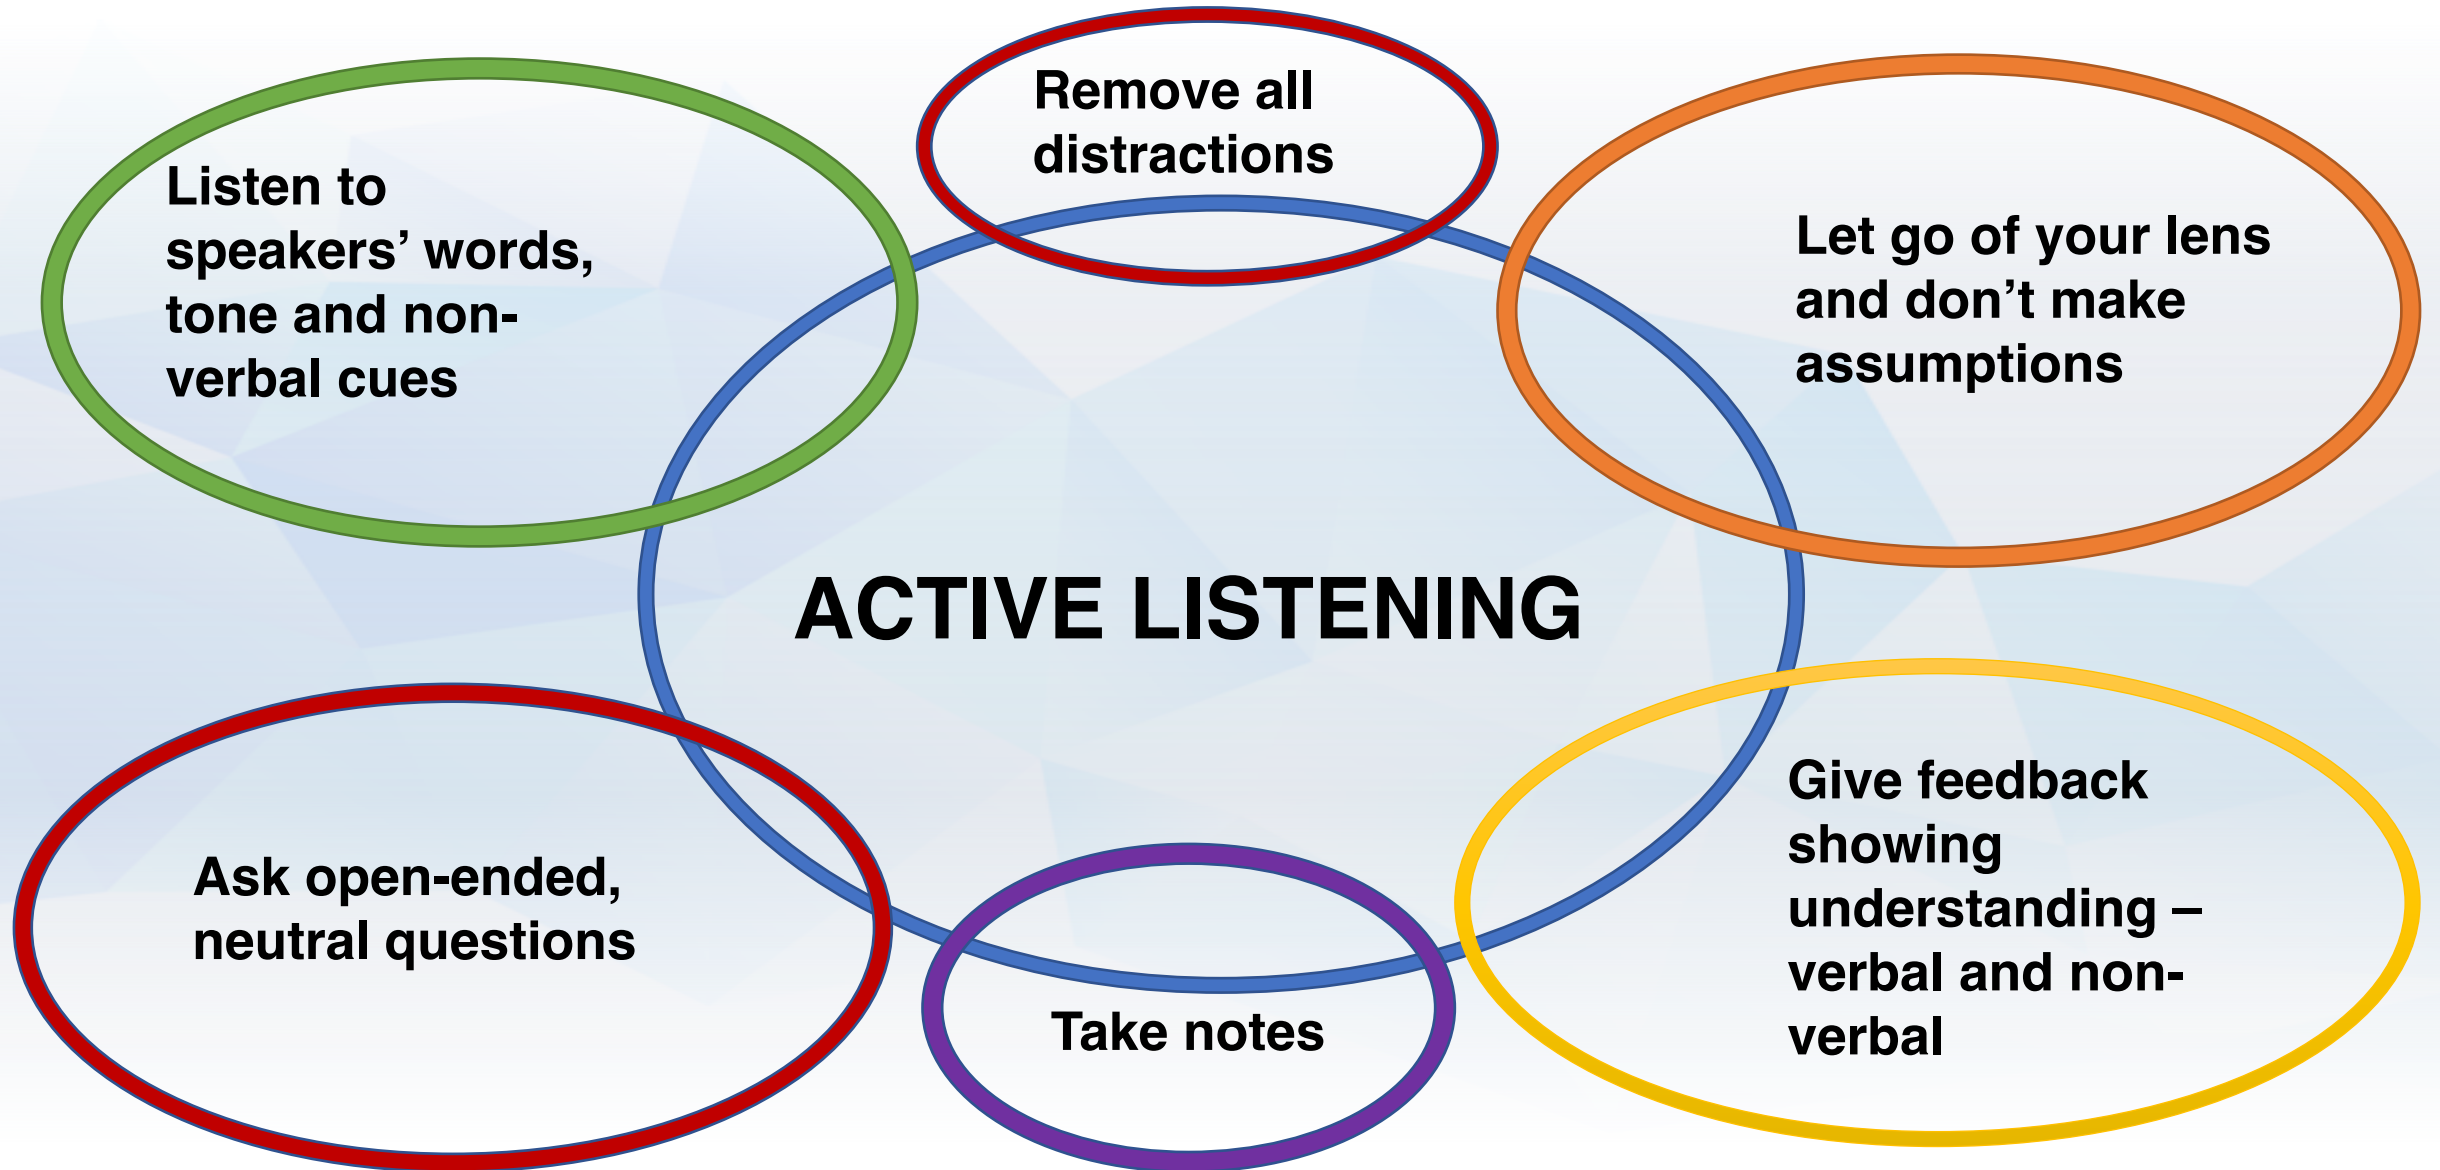 Remove all
distractions
Listen to
speakers’ words,
tone and non-
verbal cues
Let go of your lens
and don’t make
assumptions
ACTIVE LISTENING
Ask open-ended,
neutral questions
Take notes
Give feedback
showing
understanding –
verbal and non-
verbal